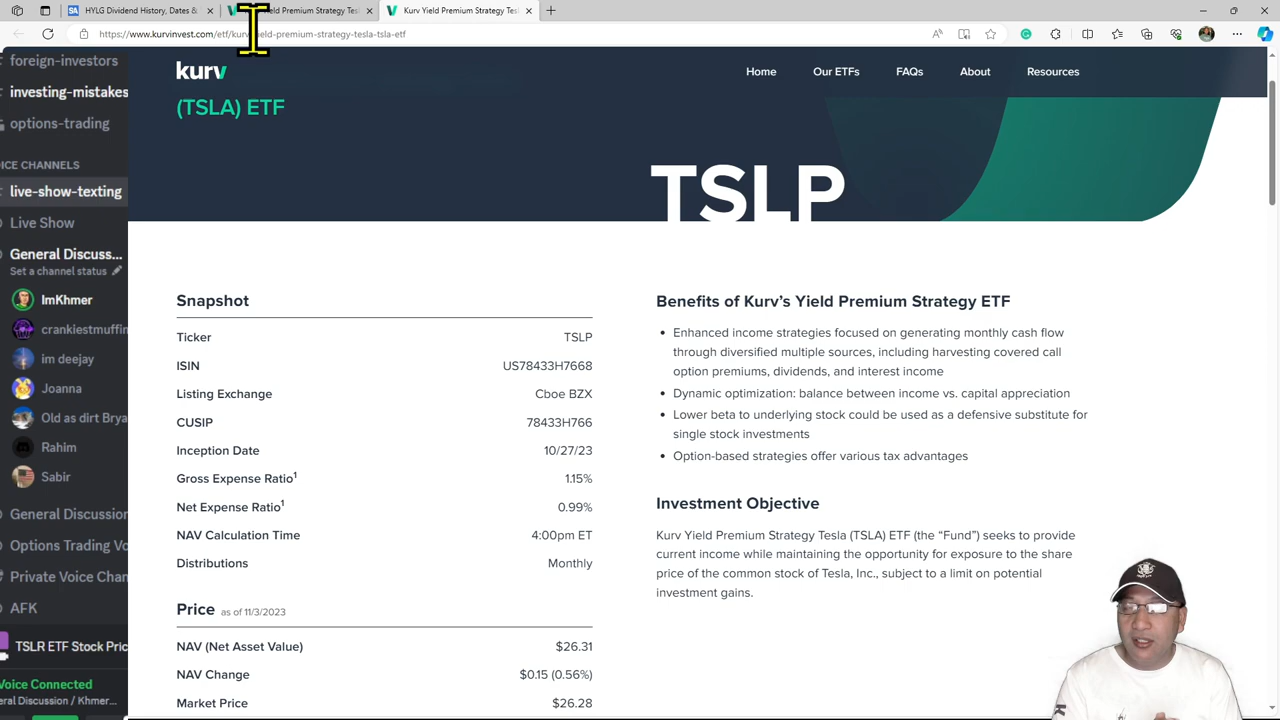 HYLG Dividend History, Dates &
Yield Premium Strategy Tes
Kurv Yield Premium Strategy Tesl
https://www.kurvinvest.com/etf/kurv-yield-premium-strategy-tesla-tsla-etf
foreign-investors
investing-mistakes
options-trading
CE CHANNELS
live-show-texting
Live Show
Set a channel status
ImKhmer
crankiestmuffin
im deejay
Joanna
Old as dirt Bryar
Rahim
Sabir
General Discussion
Options Trading Voi
Private Voice Chan
AFK
TSLR ETF Stock Pric
Voice Connected
neral Discussion / Khmer...
kurv
Home
Our ETFs
FAQs
About
Resources
(TSLA) ETF
TSLP
Snapshot
Ticker TSLP
ISIN US78433H7668
Listing Exchange Cboe BZX
CUSIP 78433H766
Inception Date 10/27/23
Gross Expense Ratio1 1.15%
Net Expense Ratio1 0.99%
NAV Calculation Time 4:00pm ET
Distributions Monthly
Price as of 11/3/2023
NAV (Net Asset Value) $26.31
NAV Change $0.15 (0.56%)
Market Price $26.28
Benefits of Kurv’s Yield Premium Strategy ETF
• Enhanced income strategies focused on generating monthly cash flow
through diversified multiple sources, including harvesting covered call
option premiums, dividends, and interest income
• Dynamic optimization: balance between income vs. capital appreciation
• Lower beta to underlying stock could be used as a defensive substitute for
single stock investments
• Option-based strategies offer various tax advantages
Investment Objective
Kurv Yield Premium Strategy Tesla (TSLA) ETF (the “Fund”) seeks to provide
current income while maintaining the opportunity for exposure to the share
price of the common stock of Tesla, Inc., subject to a limit on potential
investment gains.